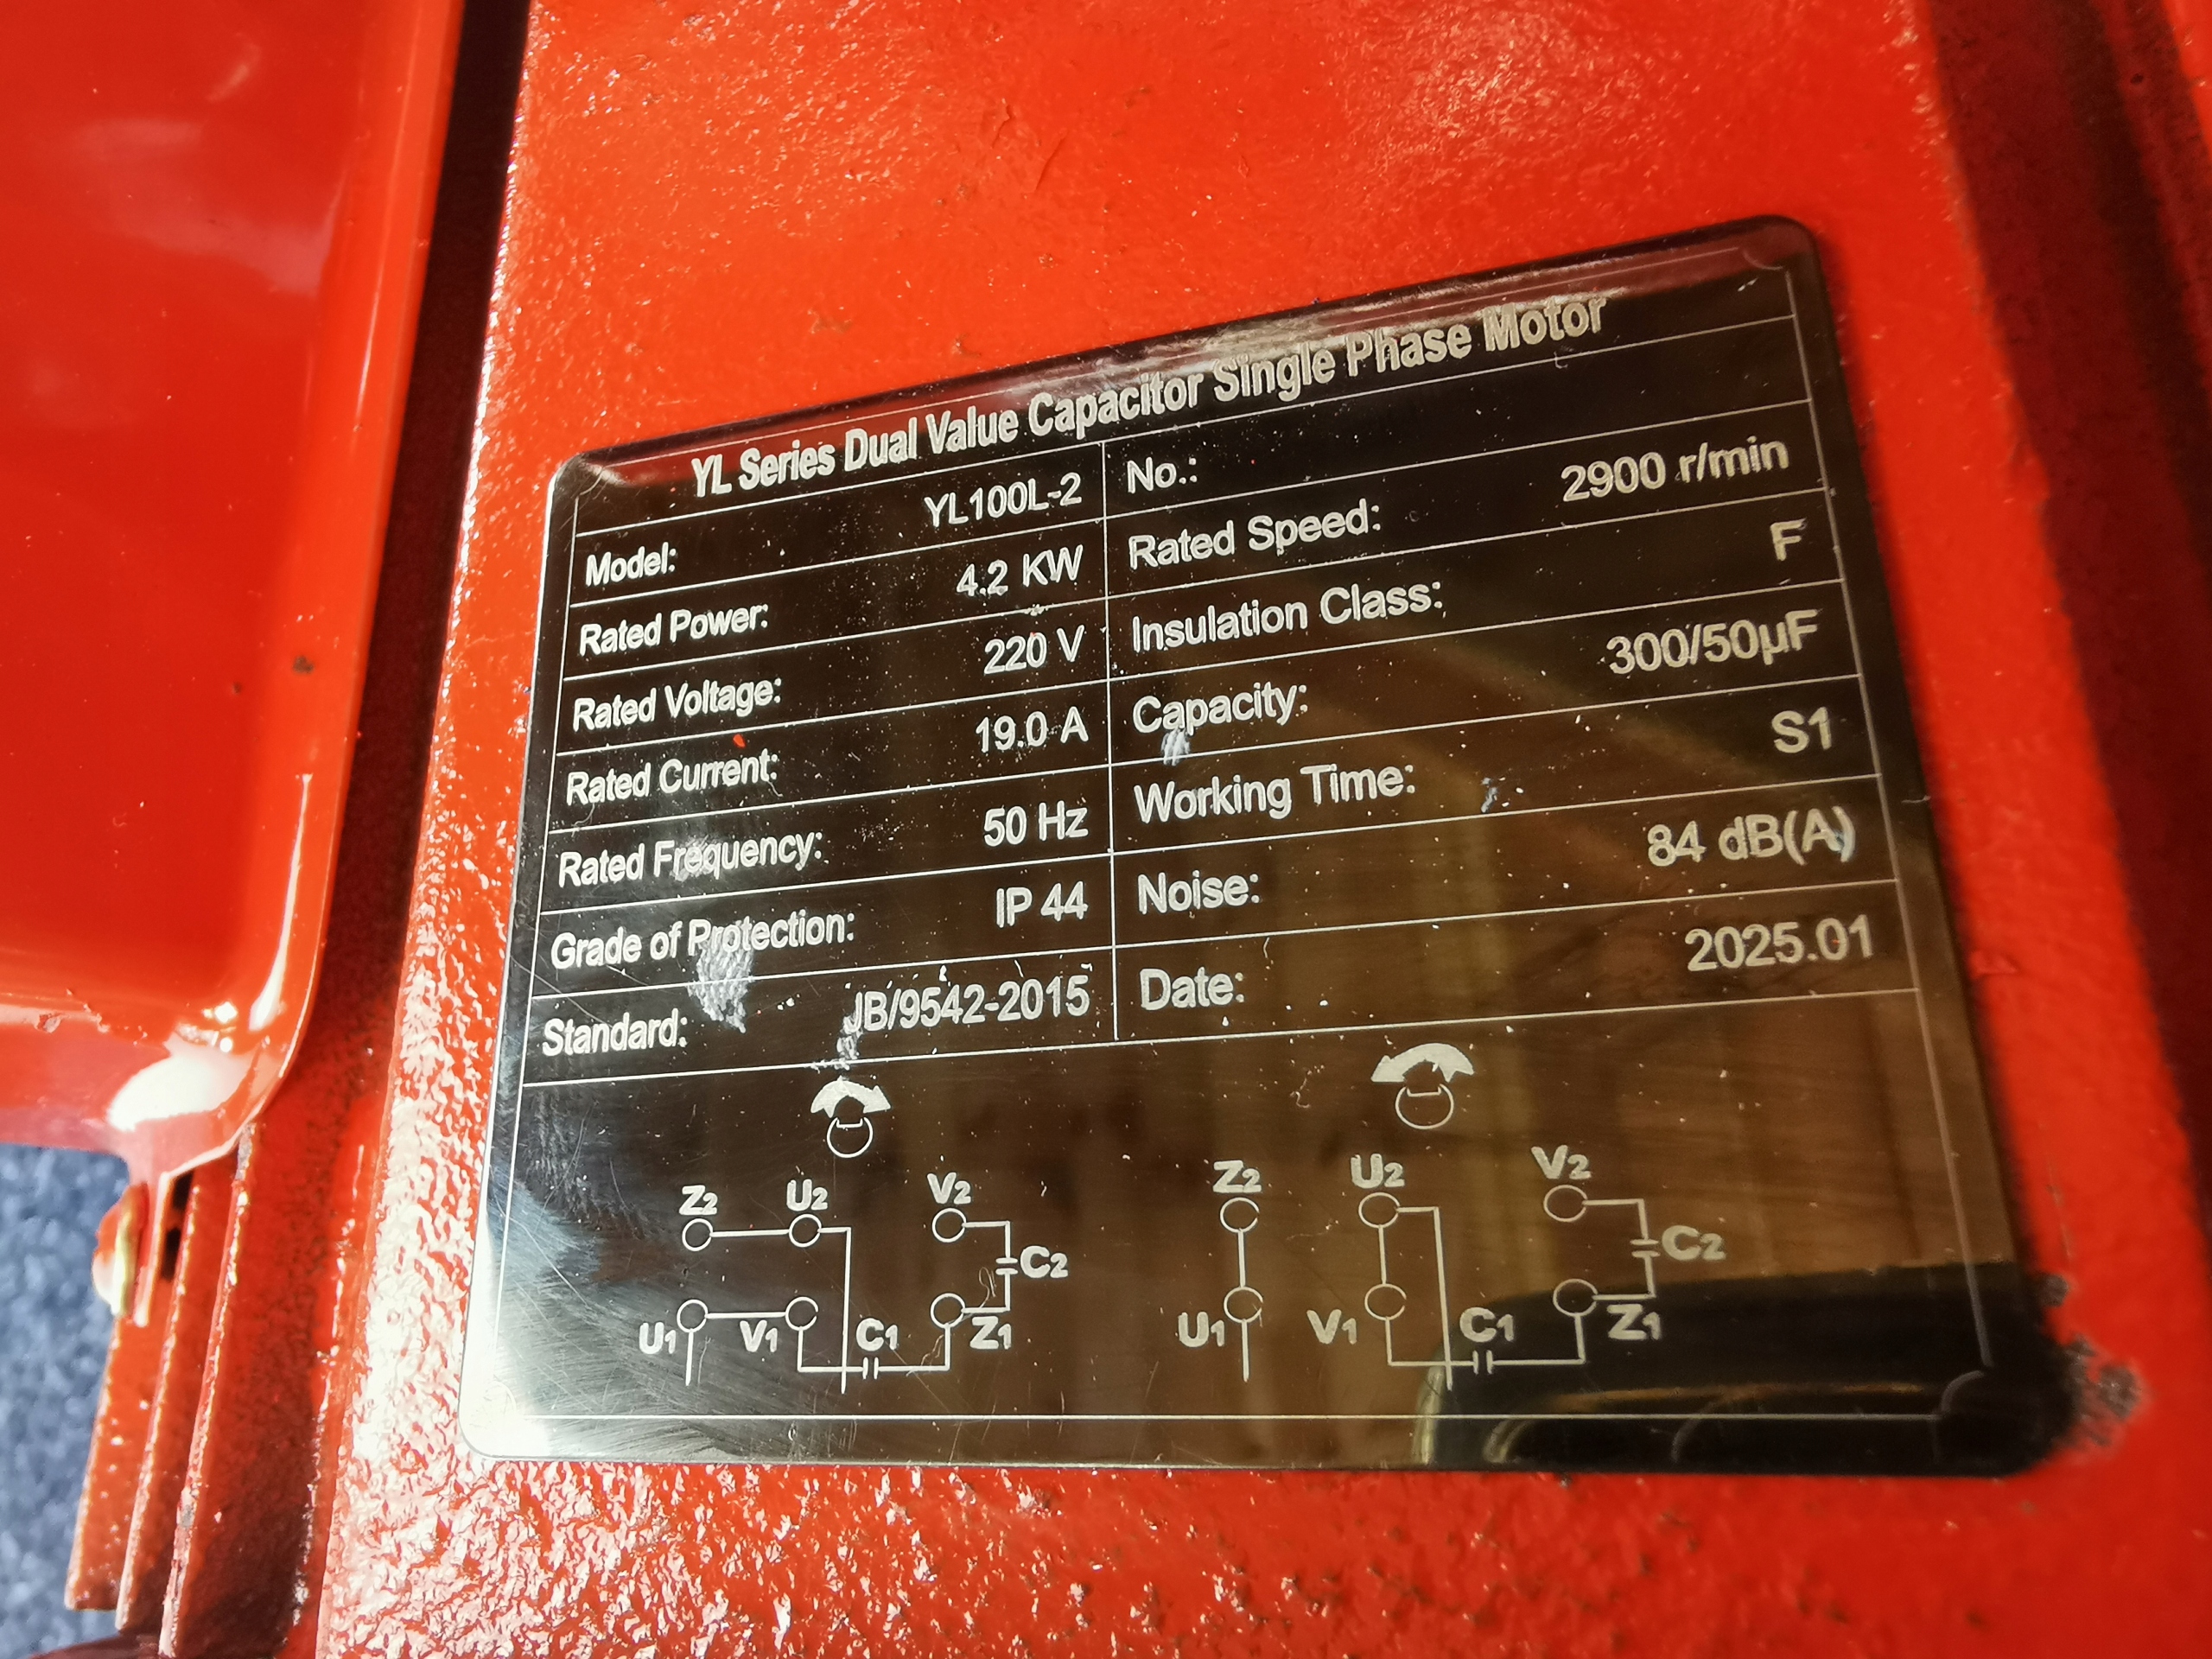 YL Series Dual Value Capacitor Single Phase Motor
Model: YL100L-2 No.:
Rated Power: 4.2 KW Rated Speed: 2900 r/min
Rated Voltage: 220 V Insulation Class: F
Rated Current: 19.0 A Capacity: 300/50µF
Rated Frequency: 50 Hz Working Time: S1
Grade of Protection: IP 44 Noise: 84 dB(A)
Standard: JB/9542-2015 Date: 2025.01
Z2 U2 V2 Z2 U2 V2
C2 C2
U1 V1 C1 Z1 U1 V1 C1 Z1